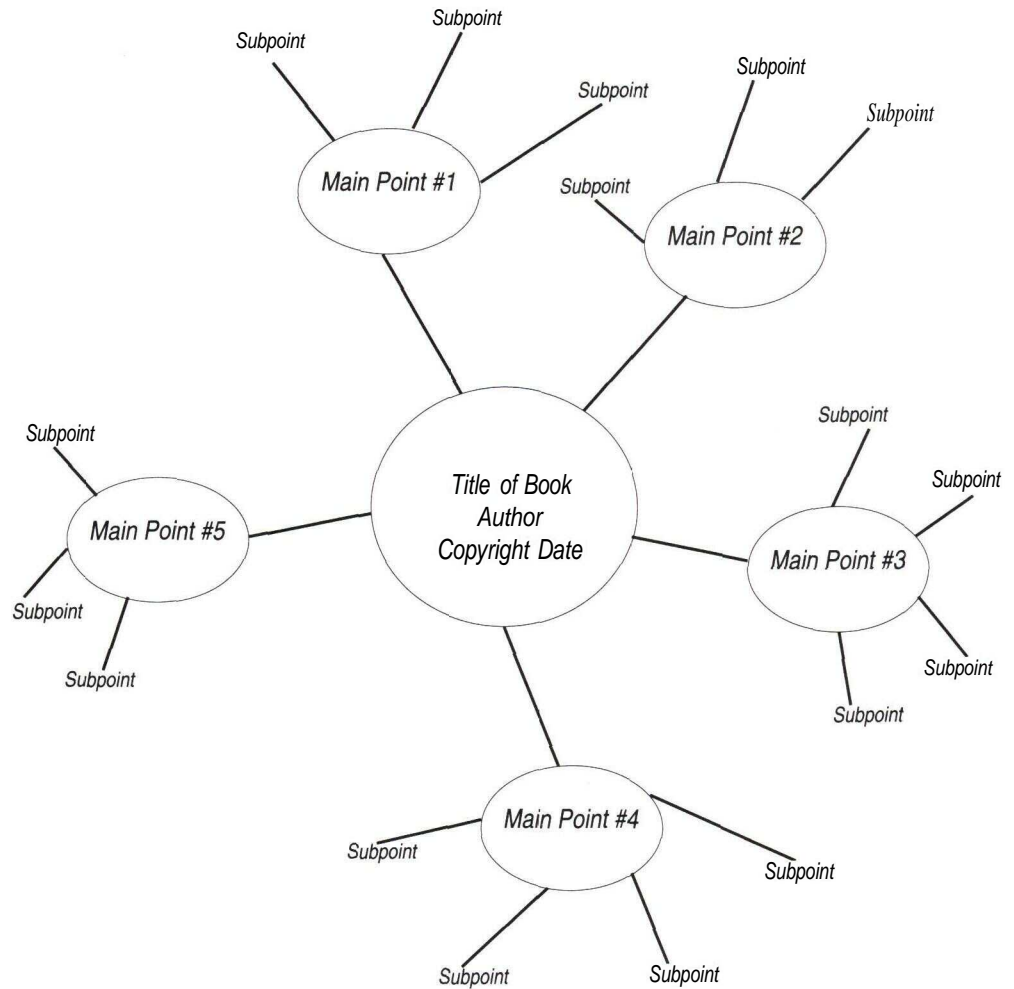 Subpoint
Subpoint
Subpoint
Main Point #1
Subpoint
Subpoint
Subpoint
Main Point #2
Title of Book
Author
Copyright Date
Subpoint
Subpoint
Main Point #3
Subpoint
Subpoint
Main Point #4
Subpoint
Subpoint
Subpoint
Subpoint
Subpoint
Main Point #5
Subpoint
Subpoint